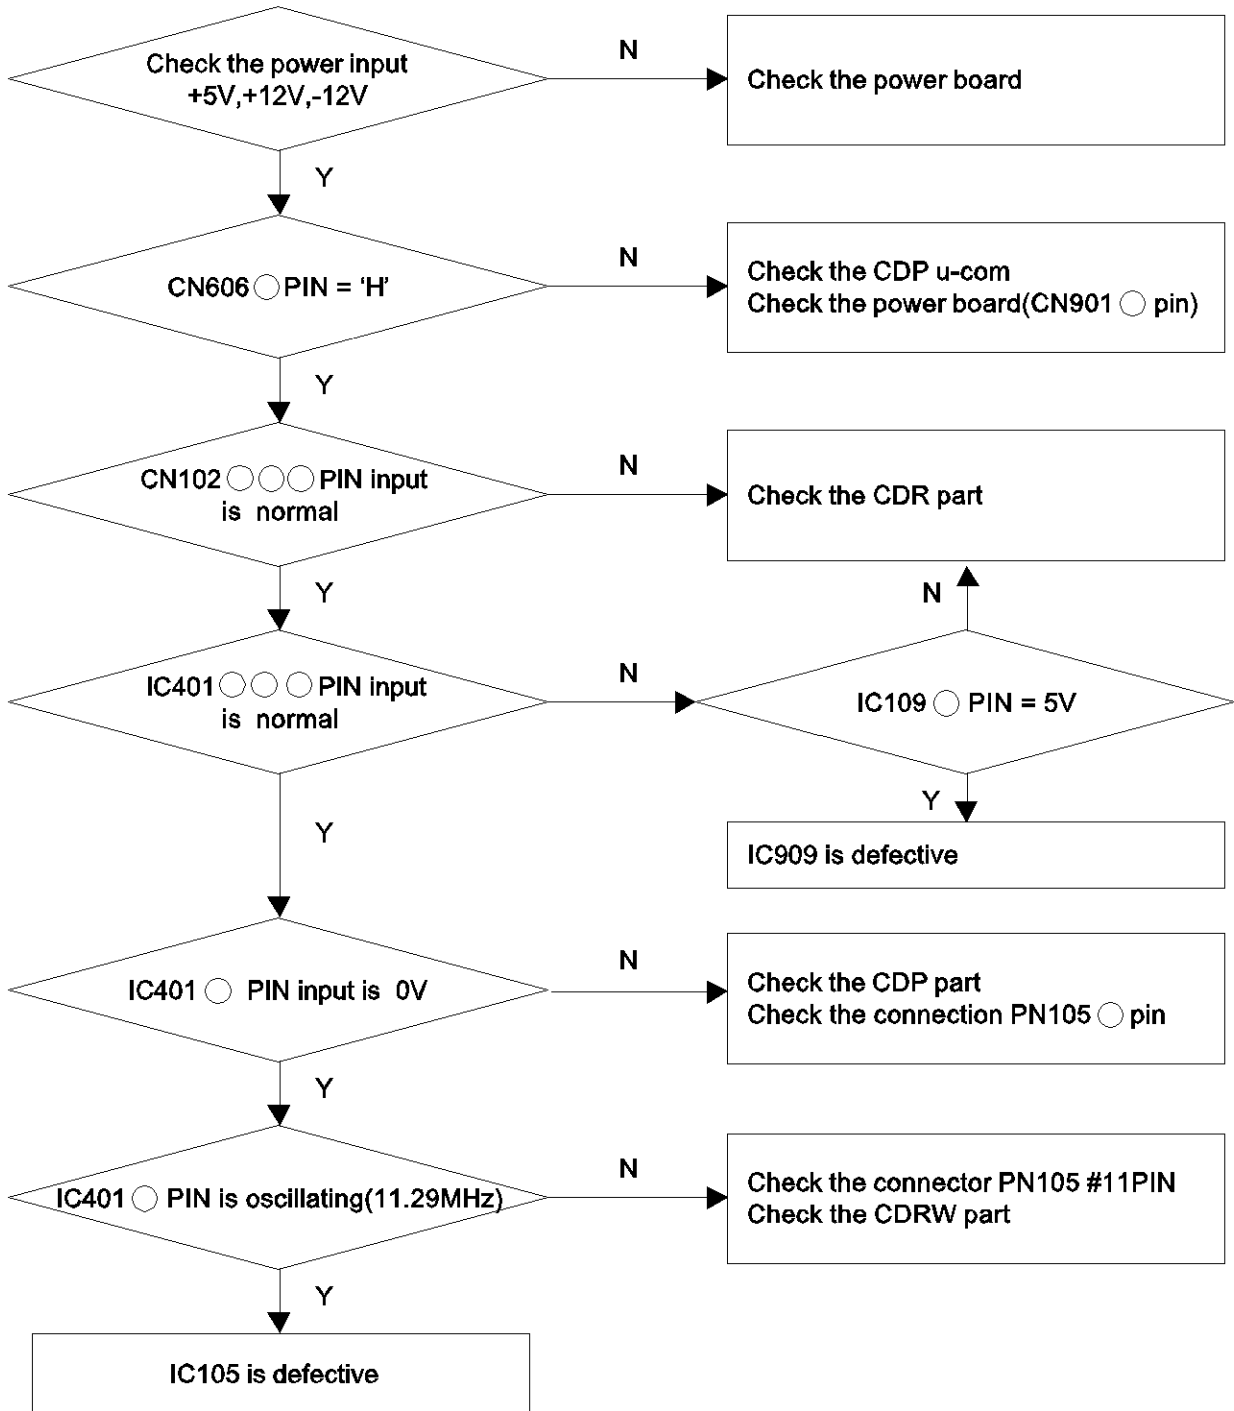 Check the power input
+5V,+12V,-12V
N
Check the power board
Y
CN606 ○ PIN = ‘H’
N
Check the CDP u-com
Check the power board(CN901 ○ pin)
Y
CN102 ○○○ PIN input
is normal
N
Check the CDR part
Y
N
IC401 ○○○ PIN input
is normal
N
IC109 ○ PIN = 5V
Y
Y
IC909 is defective
IC401 ○ PIN input is 0V
N
Check the CDP part
Check the connection PN105 ○ pin
Y
IC401 ○ PIN is oscillating(11.29MHz)
N
Check the connector PN105 #11PIN
Check the CDRW part
Y
IC105 is defective